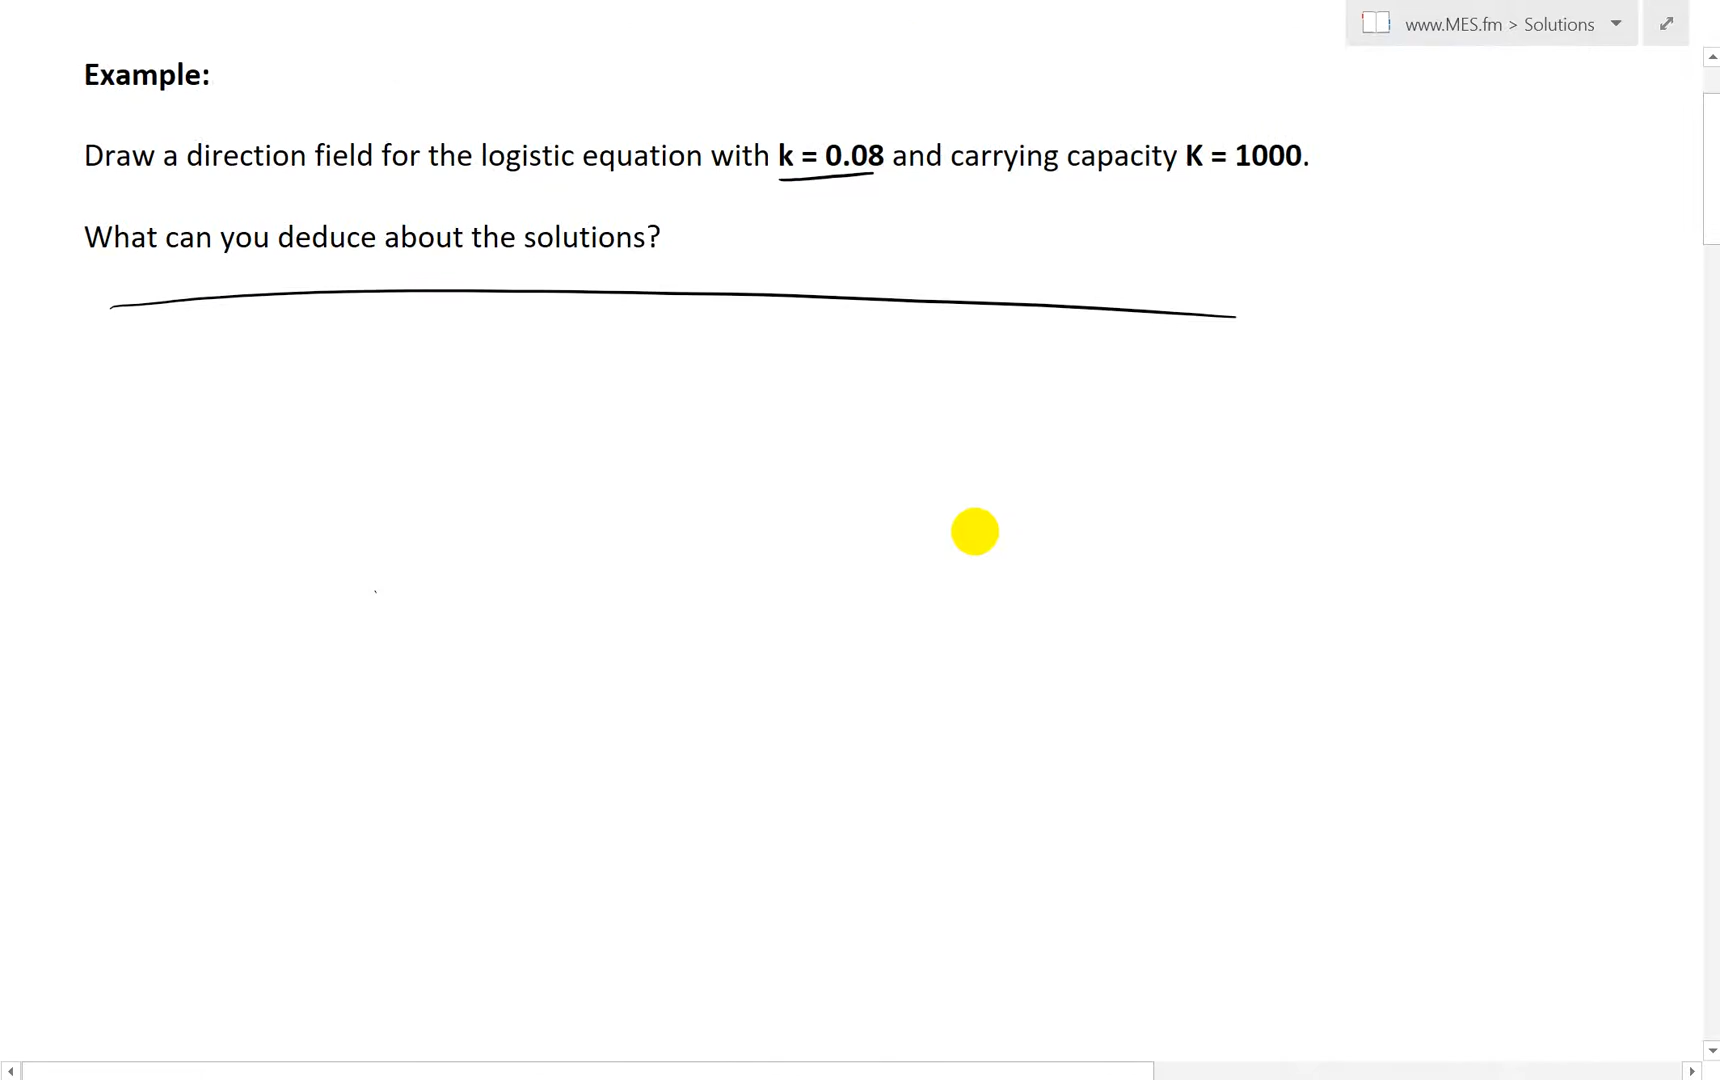 www.MES.fm > Solutions
Example:
Draw a direction field for the logistic equation with k = 0.08 and carrying capacity K = 1000.
What can you deduce about the solutions?